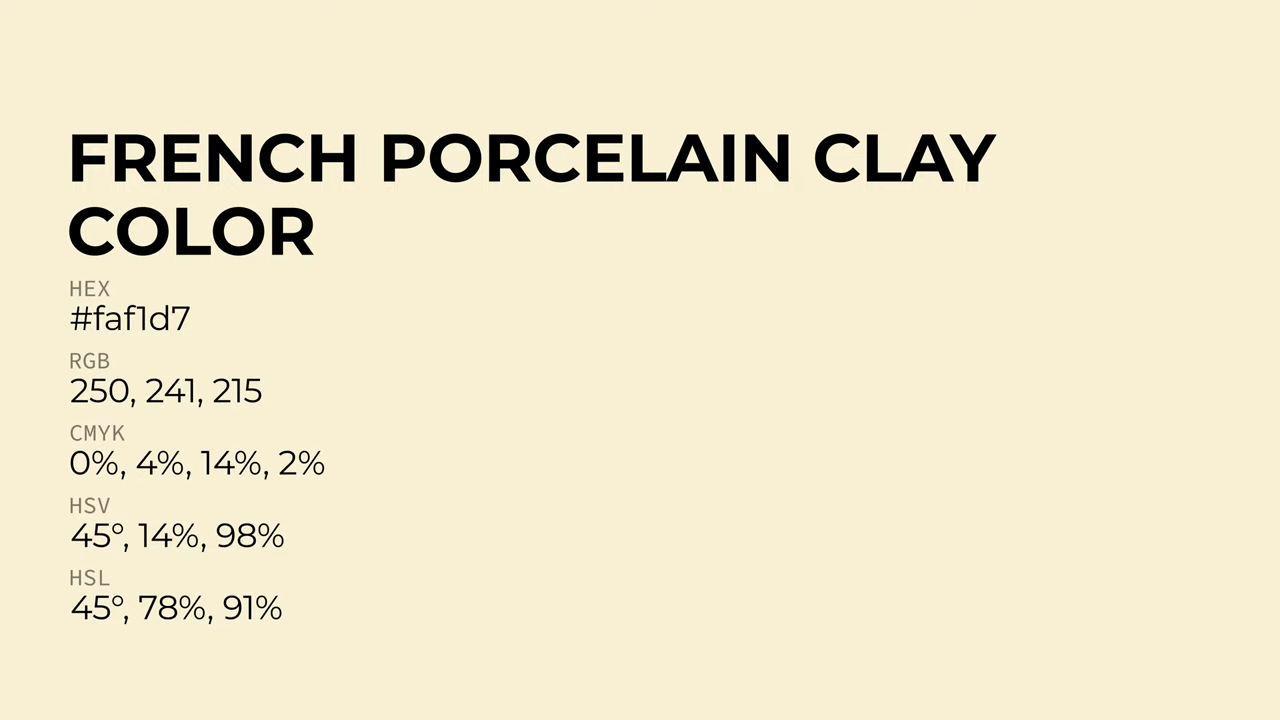 FRENCH PORCELAIN CLAY
COLOR
HEX
#faf1d7
RGB
250, 241, 215
CMYK
0%, 4%, 14%, 2%
HSV
45°, 14%, 98%
HSL
45°, 78%, 91%